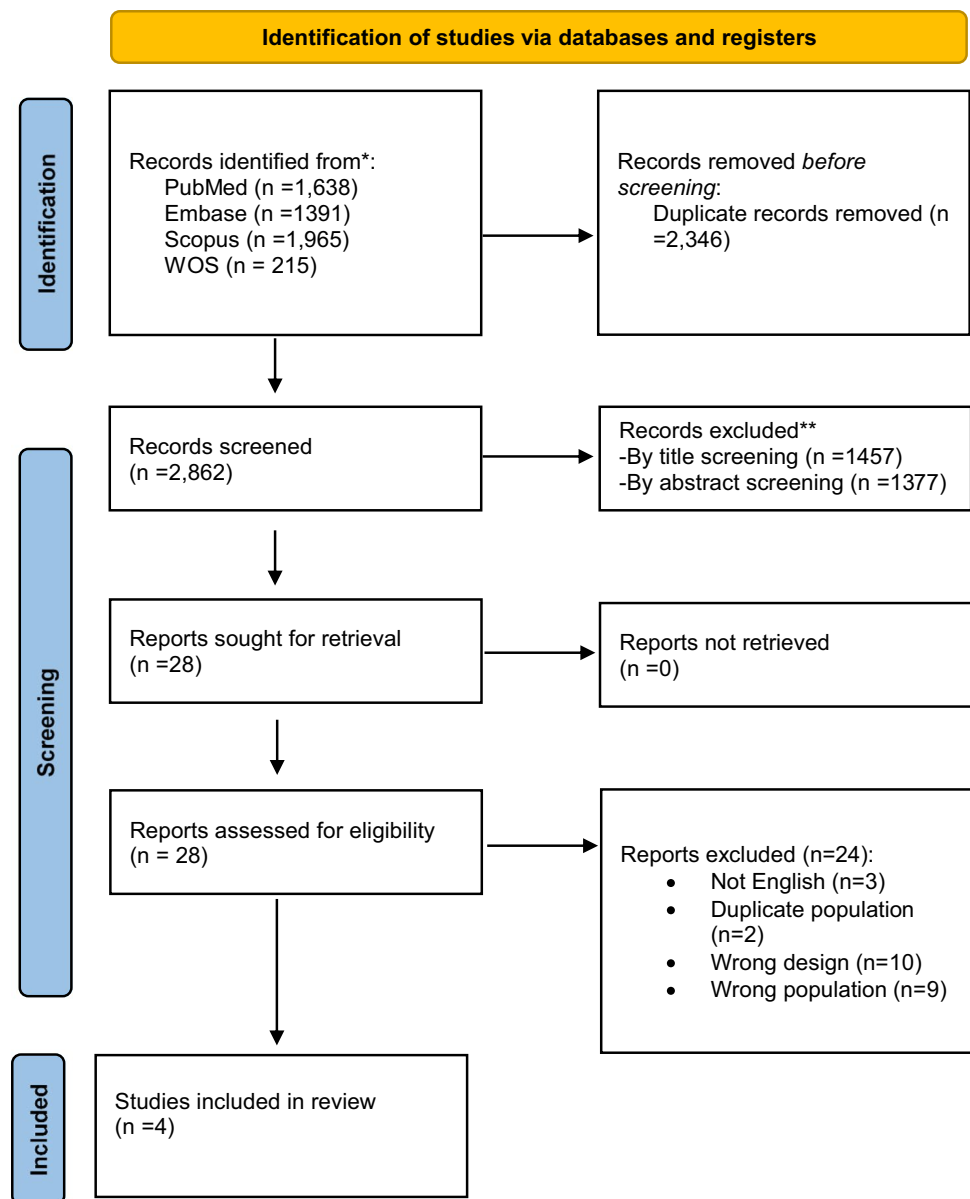 Identification of studies via databases and registers
Identification
Records identified from*:
PubMed (n =1,638)
Embase (n =1391)
Scopus (n =1,965)
WOS (n = 215)
Records removed before
screening:
Duplicate records removed (n
=2,346)
Screening
Records screened
(n =2,862)
Records excluded**
-By title screening (n =1457)
-By abstract screening (n =1377)
Reports sought for retrieval
(n =28)
Reports not retrieved
(n =0)
Reports assessed for eligibility
(n = 28)
Reports excluded (n=24):
• Not English (n=3)
• Duplicate population
(n=2)
• Wrong design (n=10)
• Wrong population (n=9)
Included
Studies included in review
(n =4)